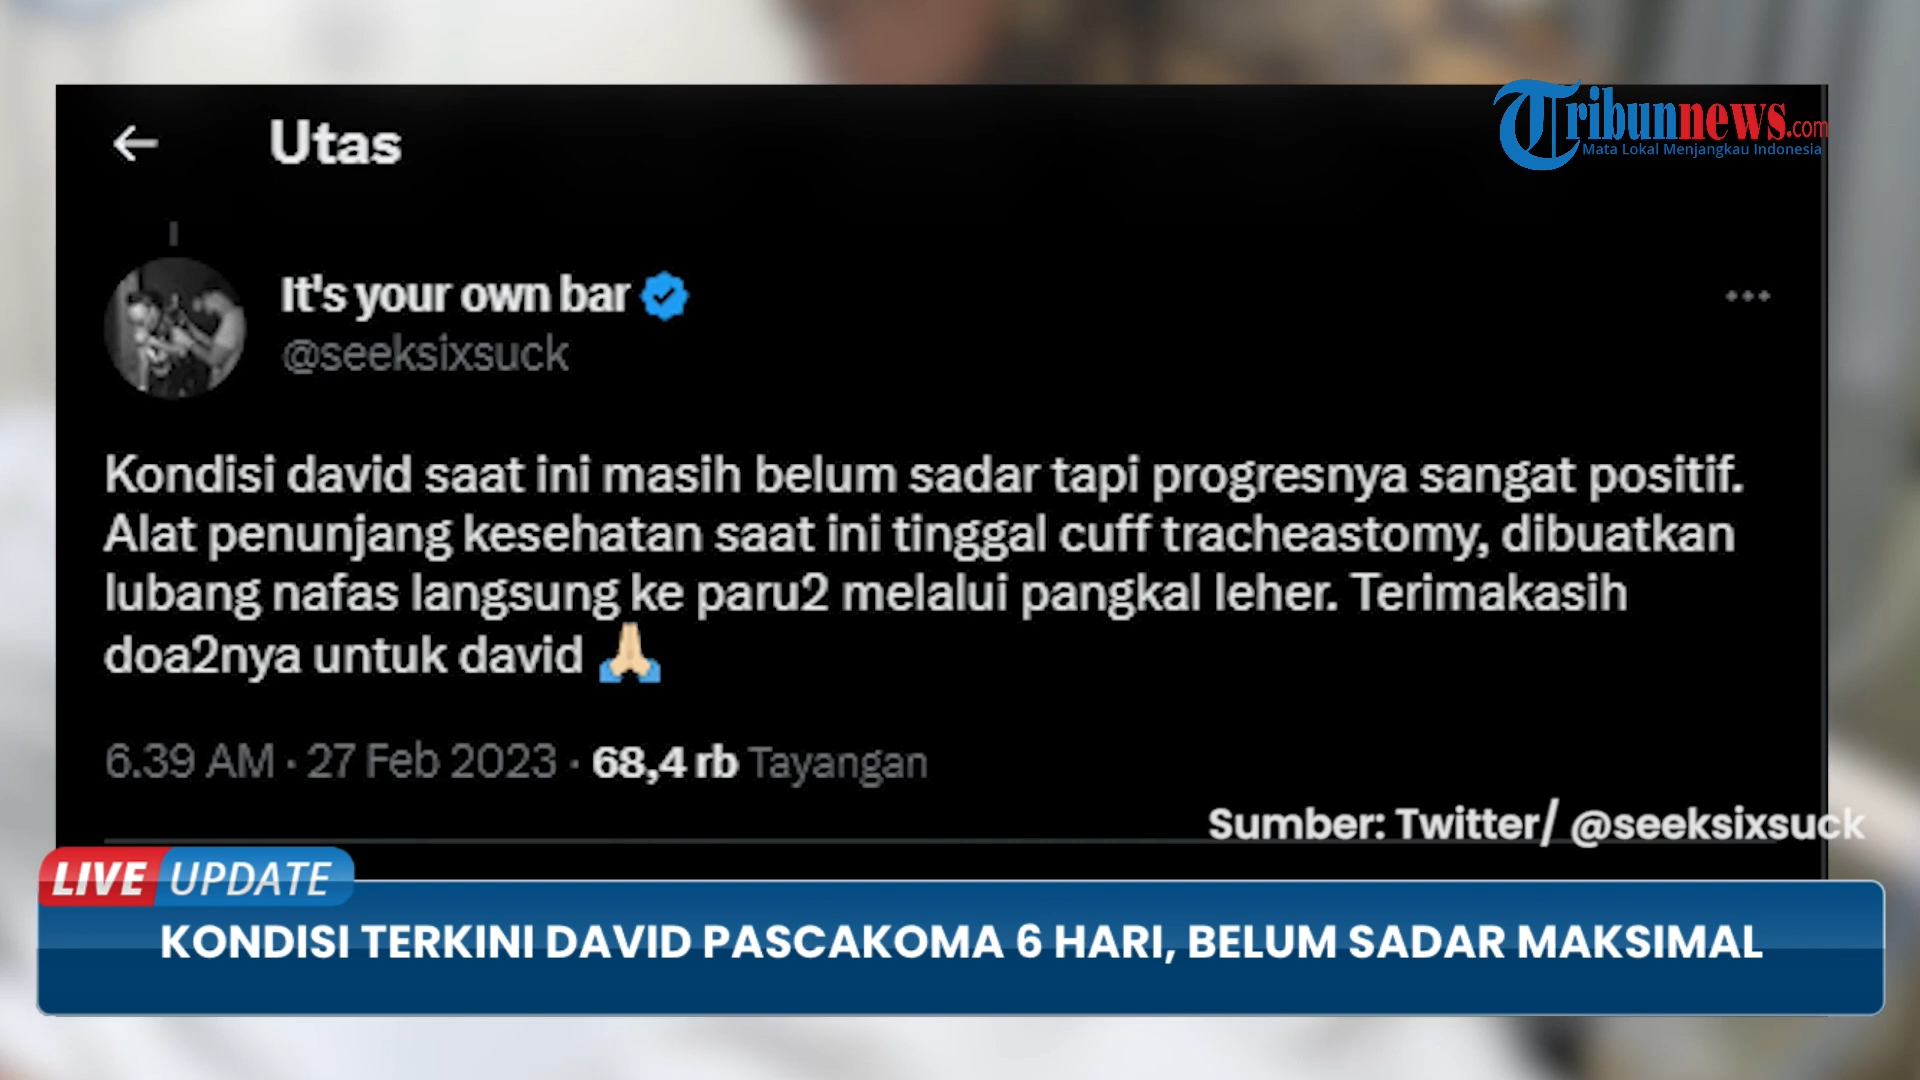 Tribunnews.com
Mata Lokal Menjangkau Indonesia
Utas
It's your own bar
@seeksixsuck
Kondisi david saat ini masih belum sadar tapi progresnya sangat positif.
Alat penunjang kesehatan saat ini tinggal cuff tracheastomy, dibuatkan
lubang nafas langsung ke paru2 melalui pangkal leher. Terimakasih
doa2nya untuk david 🙏🏻
6.39 AM · 27 Feb 2023 · 68,4 rb Tayangan
Sumber: Twitter/ @seeksixsuck
LIVE UPDATE
KONDISI TERKINI DAVID PASCAKOMA 6 HARI, BELUM SADAR MAKSIMAL